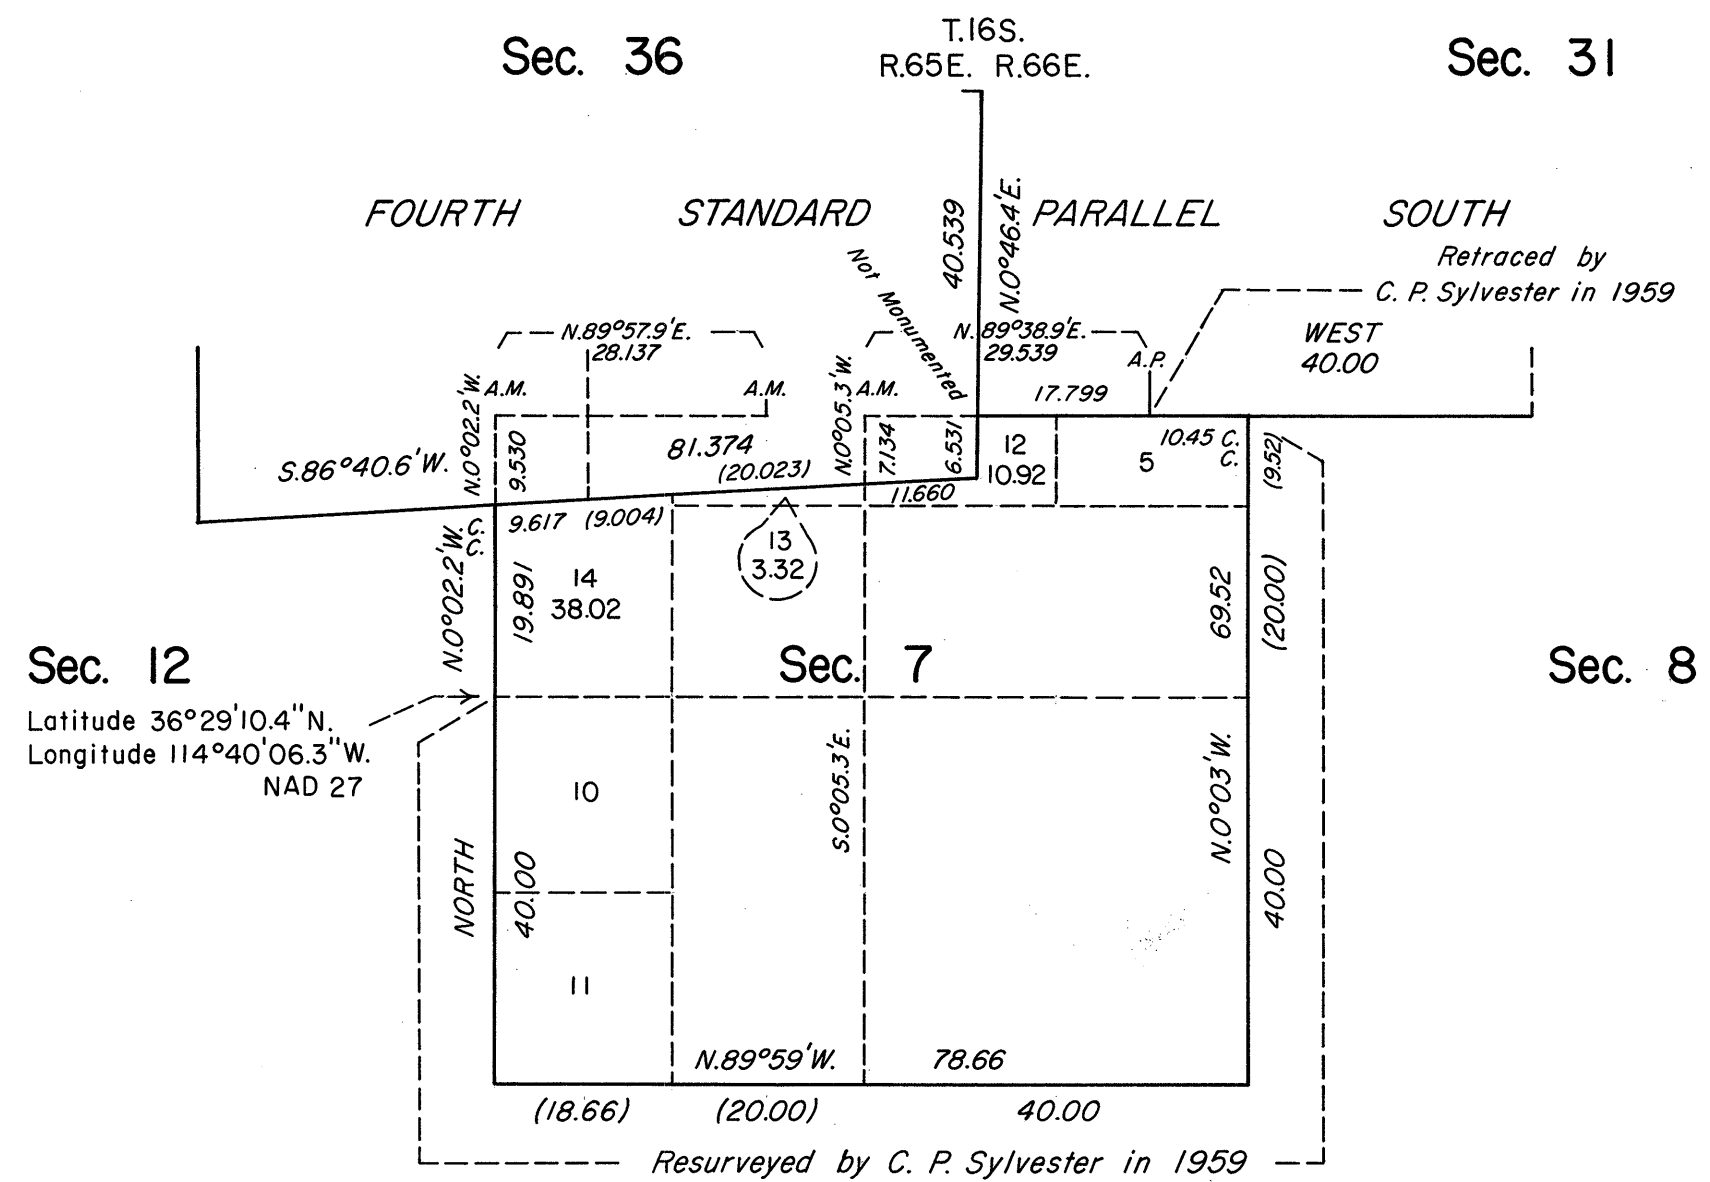 T.16S.
R.65E. R.66E.
Sec. 36
Sec. 31
FOURTH STANDARD PARALLEL SOUTH
40.539
N.0°46.4'E.
Not Monumented
Retraced by
C. P. Sylvester in 1959
N.89°57.9'E.
28.137
N.89°38.9'E.
29.539
WEST
40.00
A.M.
A.M.
A.M.
A.P.
17.799
N.0°02.2'W.
9.530
S.86°40.6'W.
81.374
(20.023)
N.0°05.3'W.
7.134
6.531
12
10.92
5
10.45 C.
C.
(9.52)
11.660
C.
C.
9.617 (9.004)
13
3.32
N.0°02.2'W.
19.891
14
38.02
69.52
(20.00)
Sec. 12
Sec. 7
Sec. 8
Latitude 36°29'10.4"N.
Longitude 114°40'06.3"W.
NAD 27
10
S.0°05.3'E.
N.0°03'W.
NORTH
40.00
40.00
11
N.89°59'W. 78.66
(18.66) (20.00) 40.00
Resurveyed by C. P. Sylvester in 1959